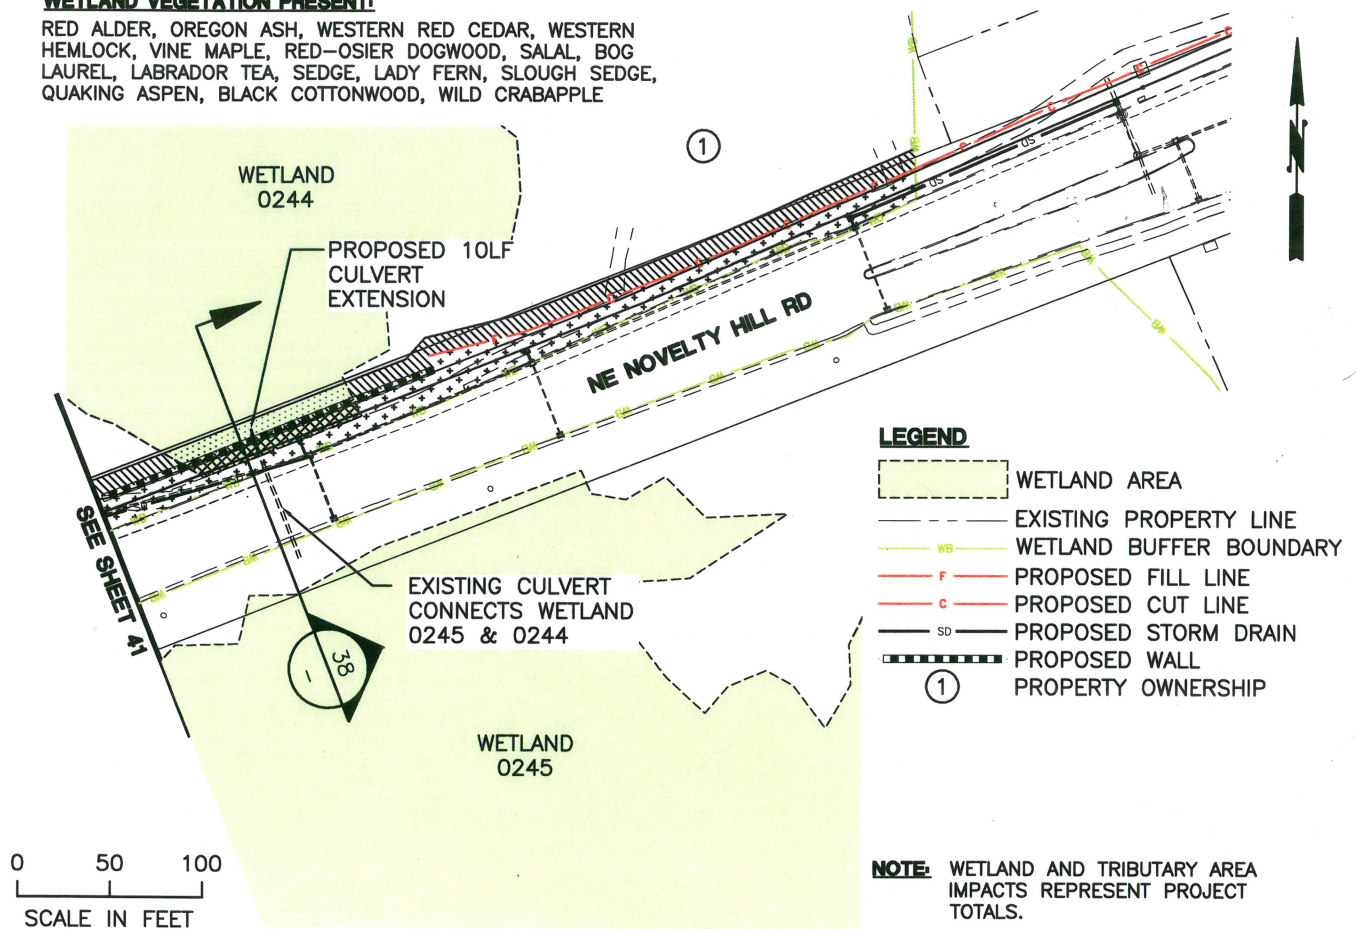 WETLAND VEGETATION PRESENT:
RED ALDER, OREGON ASH, WESTERN RED CEDAR, WESTERN
HEMLOCK, VINE MAPLE, RED-OSIER DOGWOOD, SALAL, BOG
LAUREL, LABRADOR TEA, SEDGE, LADY FERN, SLOUGH SEDGE,
QUAKING ASPEN, BLACK COTTONWOOD, WILD CRABAPPLE
WETLAND
0244
1
N
PROPOSED 10LF
CULVERT
EXTENSION
NE NOVELTY HILL RD
SEE SHEET 41
EXISTING CULVERT
CONNECTS WETLAND
0245 & 0244
38
WETLAND
0245
LEGEND
WETLAND AREA
EXISTING PROPERTY LINE
WB WETLAND BUFFER BOUNDARY
F PROPOSED FILL LINE
C PROPOSED CUT LINE
SD PROPOSED STORM DRAIN
PROPOSED WALL
1 PROPERTY OWNERSHIP
0 50 100
SCALE IN FEET
NOTE: WETLAND AND TRIBUTARY AREA
IMPACTS REPRESENT PROJECT
TOTALS.